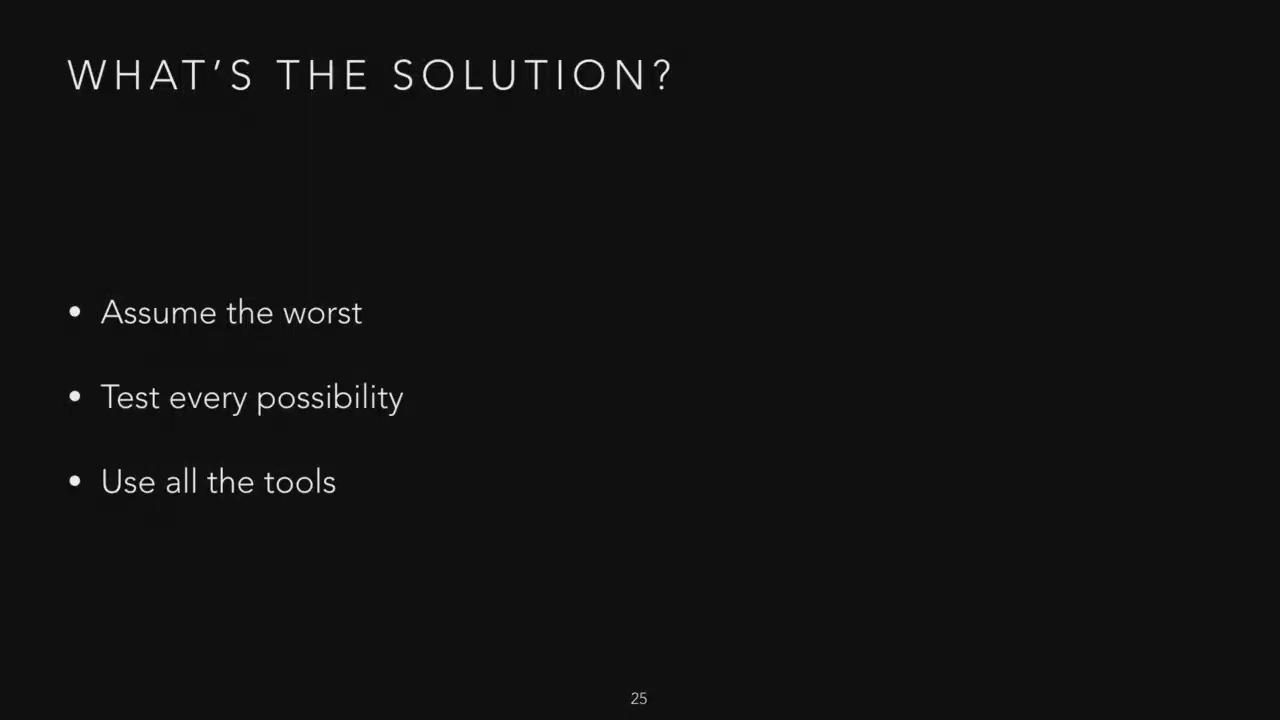 WHAT’S THE SOLUTION?
• Assume the worst
• Test every possibility
• Use all the tools
25